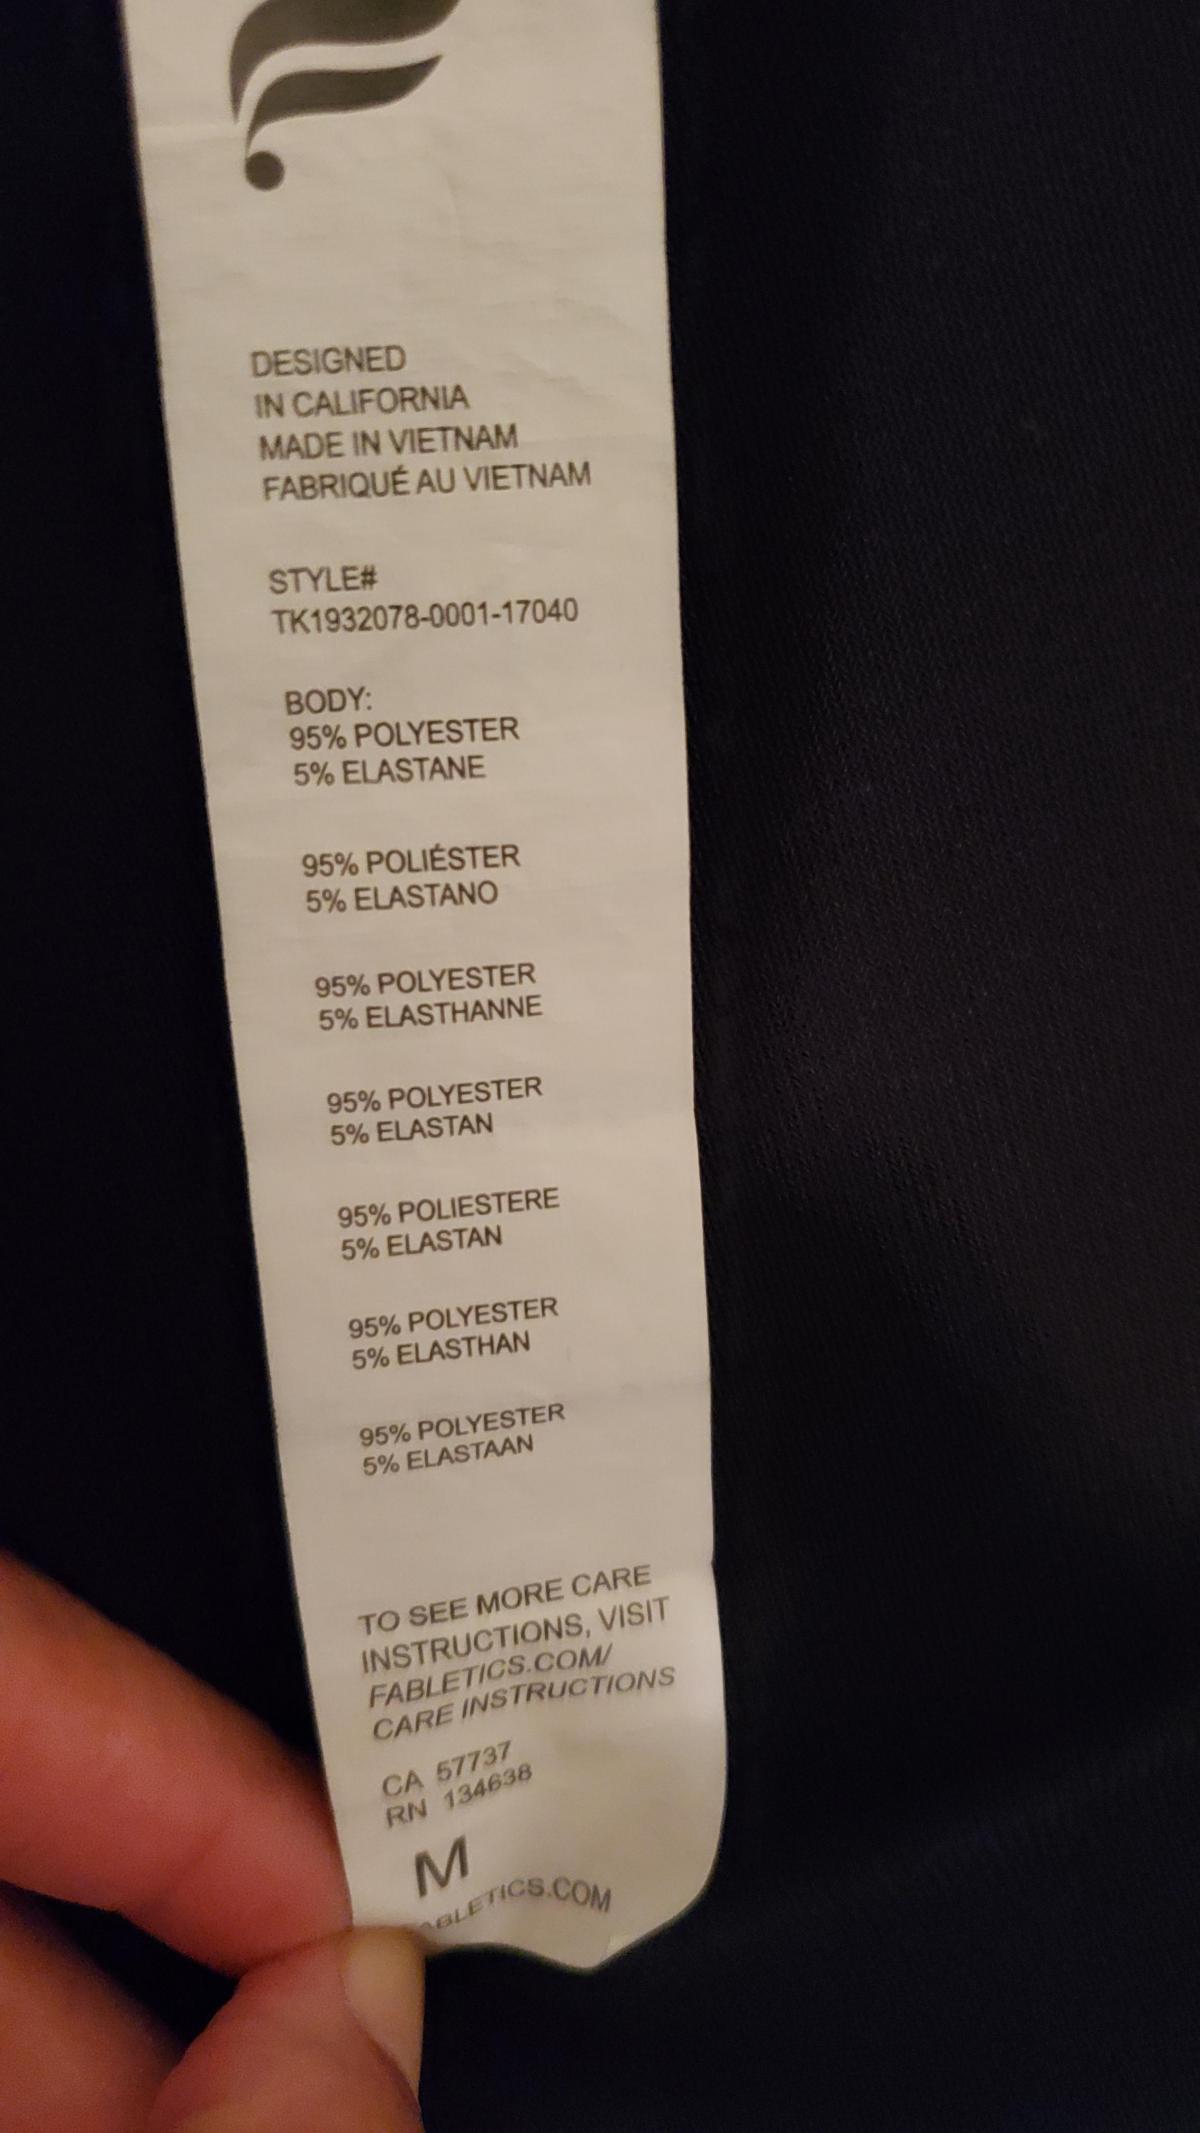 DESIGNED
IN CALIFORNIA
MADE IN VIETNAM
FABRIQUÉ AU VIETNAM
STYLE#
TK1932078-0001-17040
BODY:
95% POLYESTER
5% ELASTANE
95% POLIÉSTER
5% ELASTANO
95% POLYESTER
5% ELASTHANNE
95% POLYESTER
5% ELASTAN
95% POLIESTERE
5% ELASTAN
95% POLYESTER
5% ELASTHAN
95% POLYESTER
5% ELASTAAN
TO SEE MORE CARE
INSTRUCTIONS, VISIT
FABLETICS.COM/
CARE INSTRUCTIONS
CA 57737
RN 134638
M
ABLETICS.COM